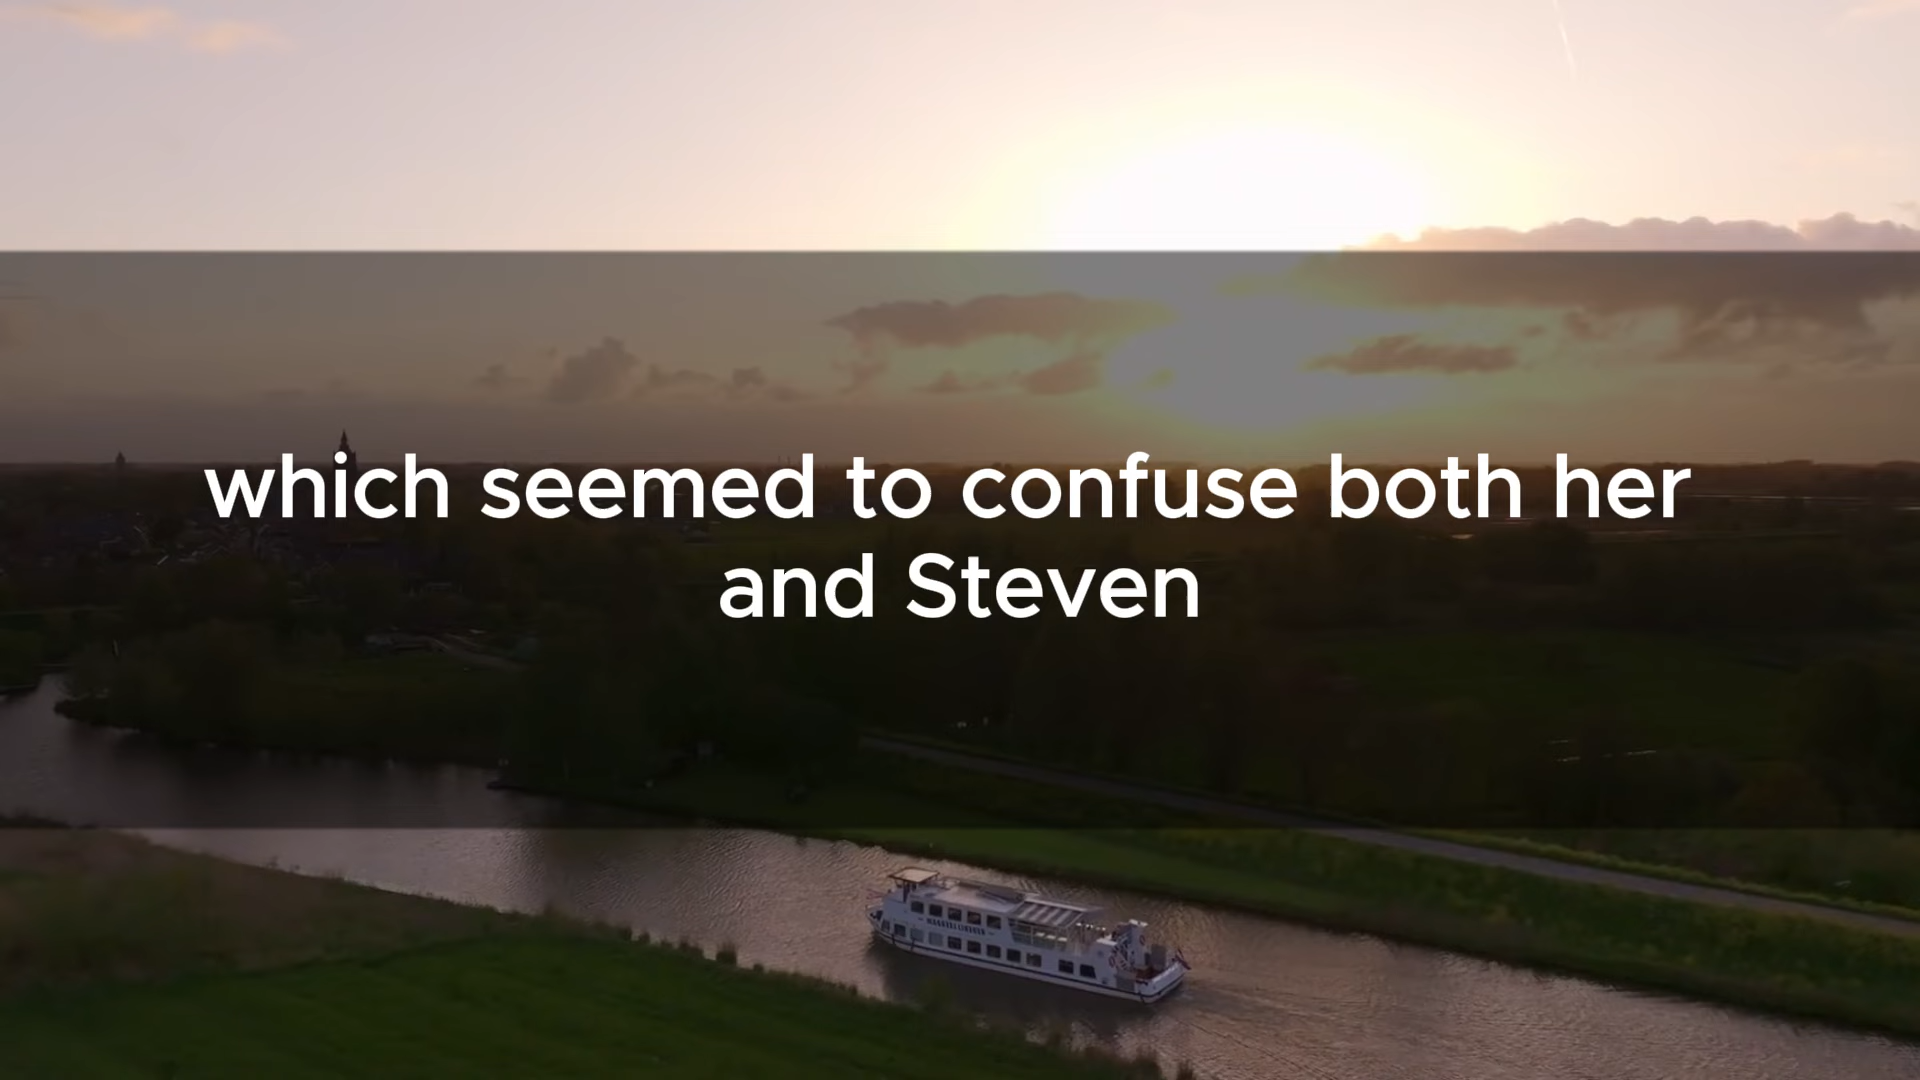 which seemed to confuse both her
and Steven